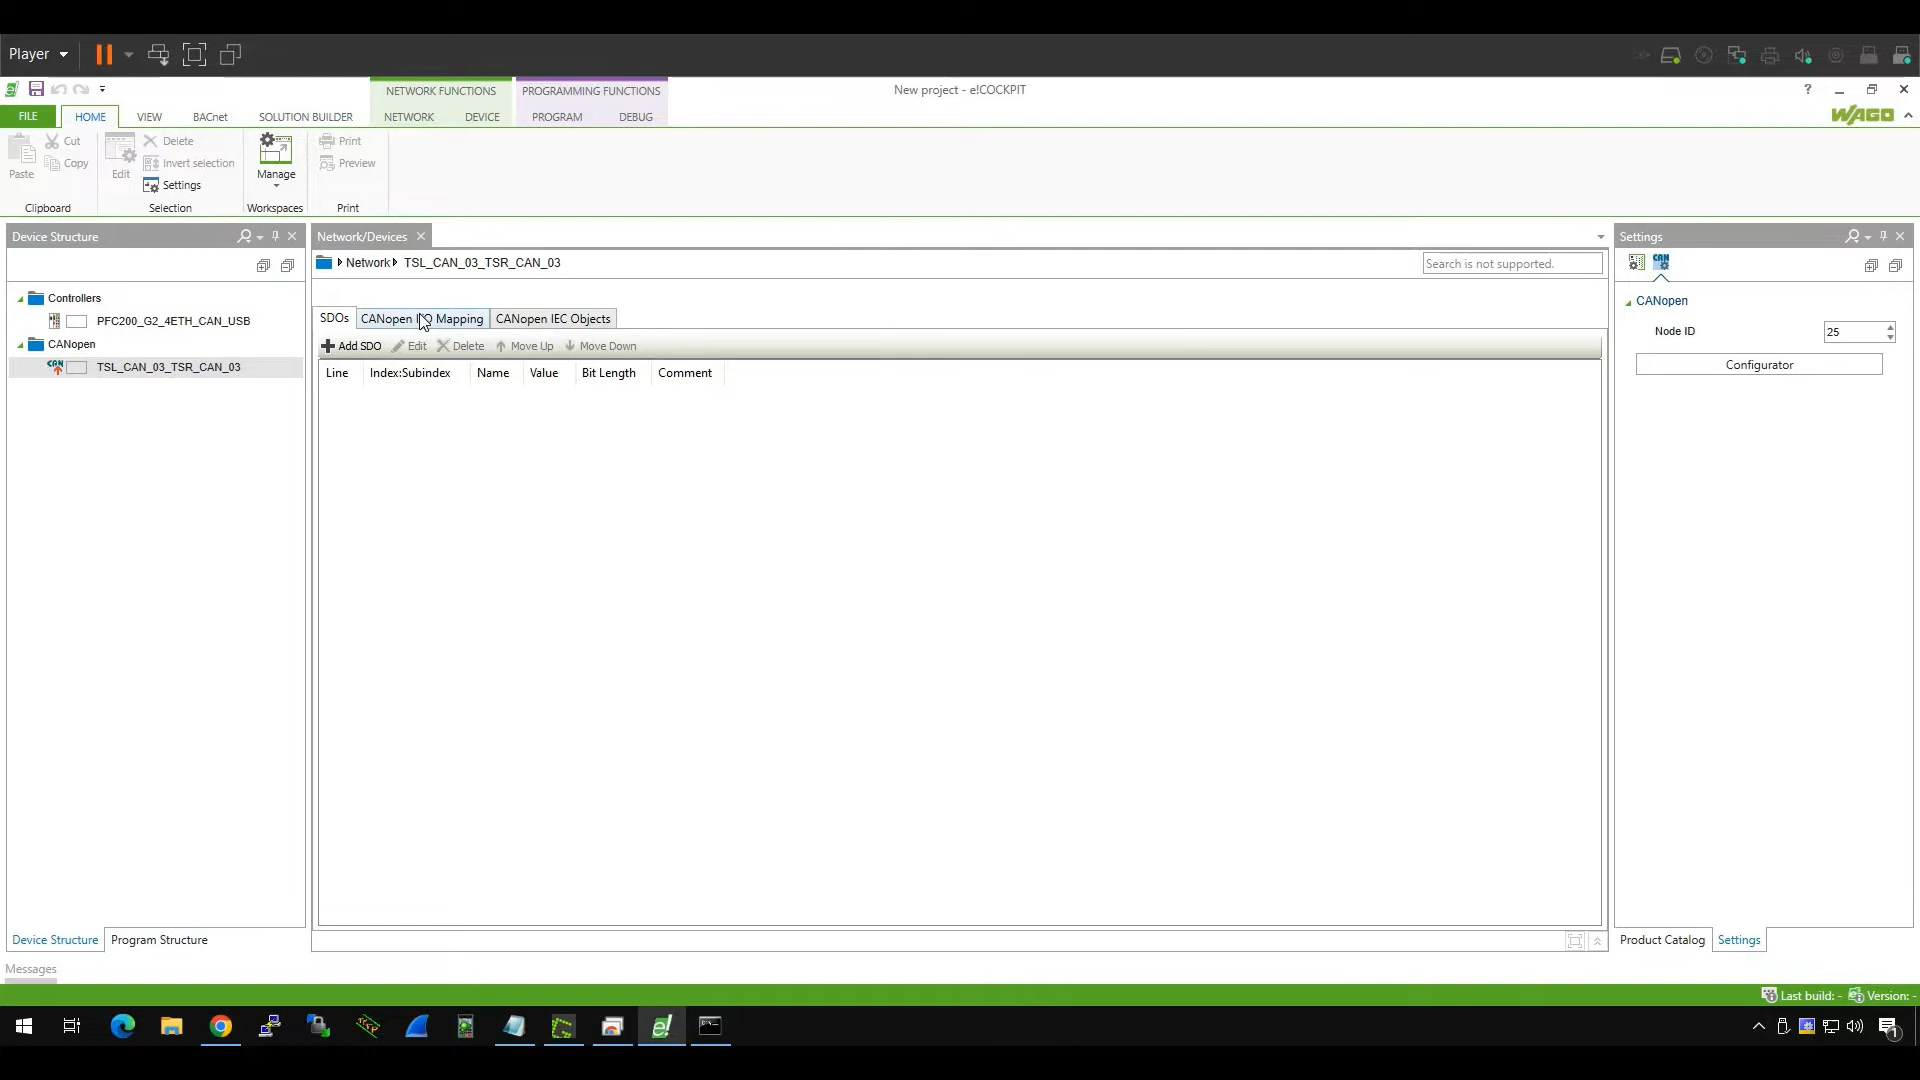 Player
New project - e!COCKPIT
NETWORK FUNCTIONS
PROGRAMMING FUNCTIONS
FILE
HOME
VIEW
BACnet
SOLUTION BUILDER
NETWORK
DEVICE
PROGRAM
DEBUG
WAGO
Paste
Cut
Copy
Clipboard
Edit
Delete
Invert selection
Settings
Selection
Manage
Workspaces
Print
Preview
Print
Device Structure
Controllers
PFC200_G2_4ETH_CAN_USB
CANopen
TSL_CAN_03_TSR_CAN_03
Device Structure
Program Structure
Network/Devices
Network
TSL_CAN_03_TSR_CAN_03
Search is not supported.
SDOs
CANopen I/O Mapping
CANopen IEC Objects
Add SDO
Edit
Delete
Move Up
Move Down
Line
Index:Subindex
Name
Value
Bit Length
Comment
Settings
CAN
CANopen
Node ID
25
Configurator
Product Catalog
Settings
Messages
Last build: -
Version: -
1